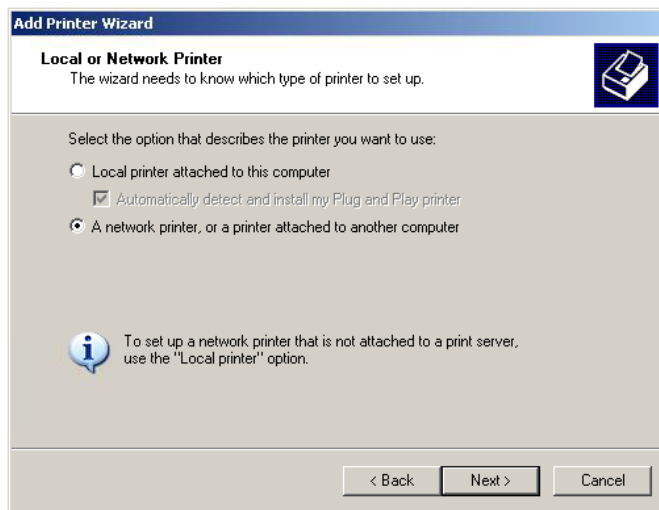 Add Printer Wizard
Local or Network Printer
The wizard needs to know which type of printer to set up.
Select the option that describes the printer you want to use:
Local printer attached to this computer
Automatically detect and install my Plug and Play printer
A network printer, or a printer attached to another computer
To set up a network printer that is not attached to a print server,
use the "Local printer" option.
< Back
Next >
Cancel